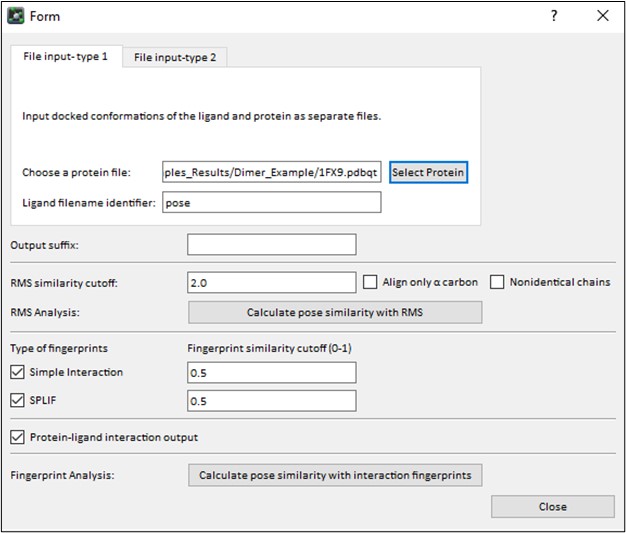 Form
?
File input- type 1
File input-type 2
Input docked conformations of the ligand and protein as separate files.
Choose a protein file: ples_Results/Dimer_Example/1FX9.pdbqt Select Protein
Ligand filename identifier: pose
Output suffix:
RMS similarity cutoff: 2.0 Align only α carbon Nonidentical chains
RMS Analysis: Calculate pose similarity with RMS
Type of fingerprints Fingerprint similarity cutoff (0-1)
Simple Interaction 0.5
SPLIF 0.5
Protein-ligand interaction output
Fingerprint Analysis: Calculate pose similarity with interaction fingerprints
Close